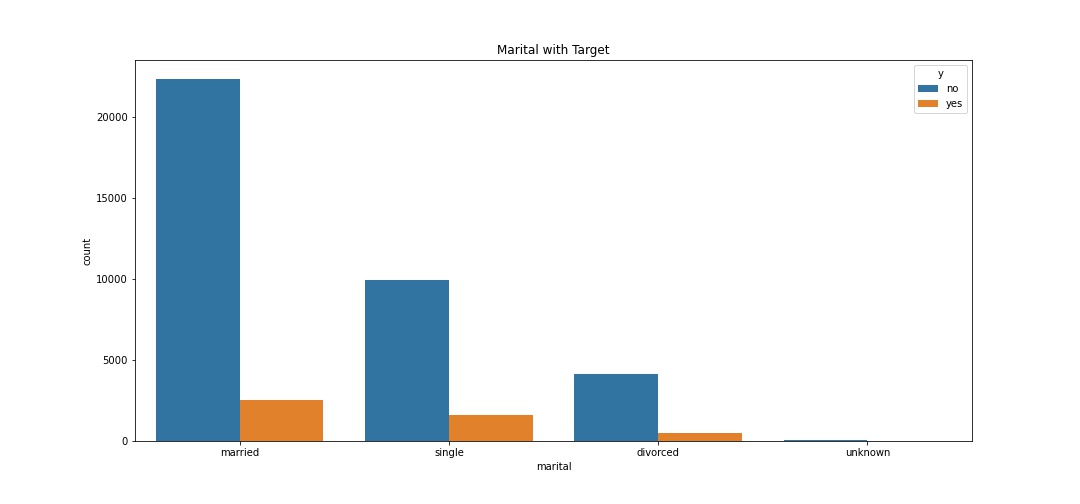 Marital with Target
y
no
yes
20000
15000
10000
5000
0
count
married single divorced unknown
marital